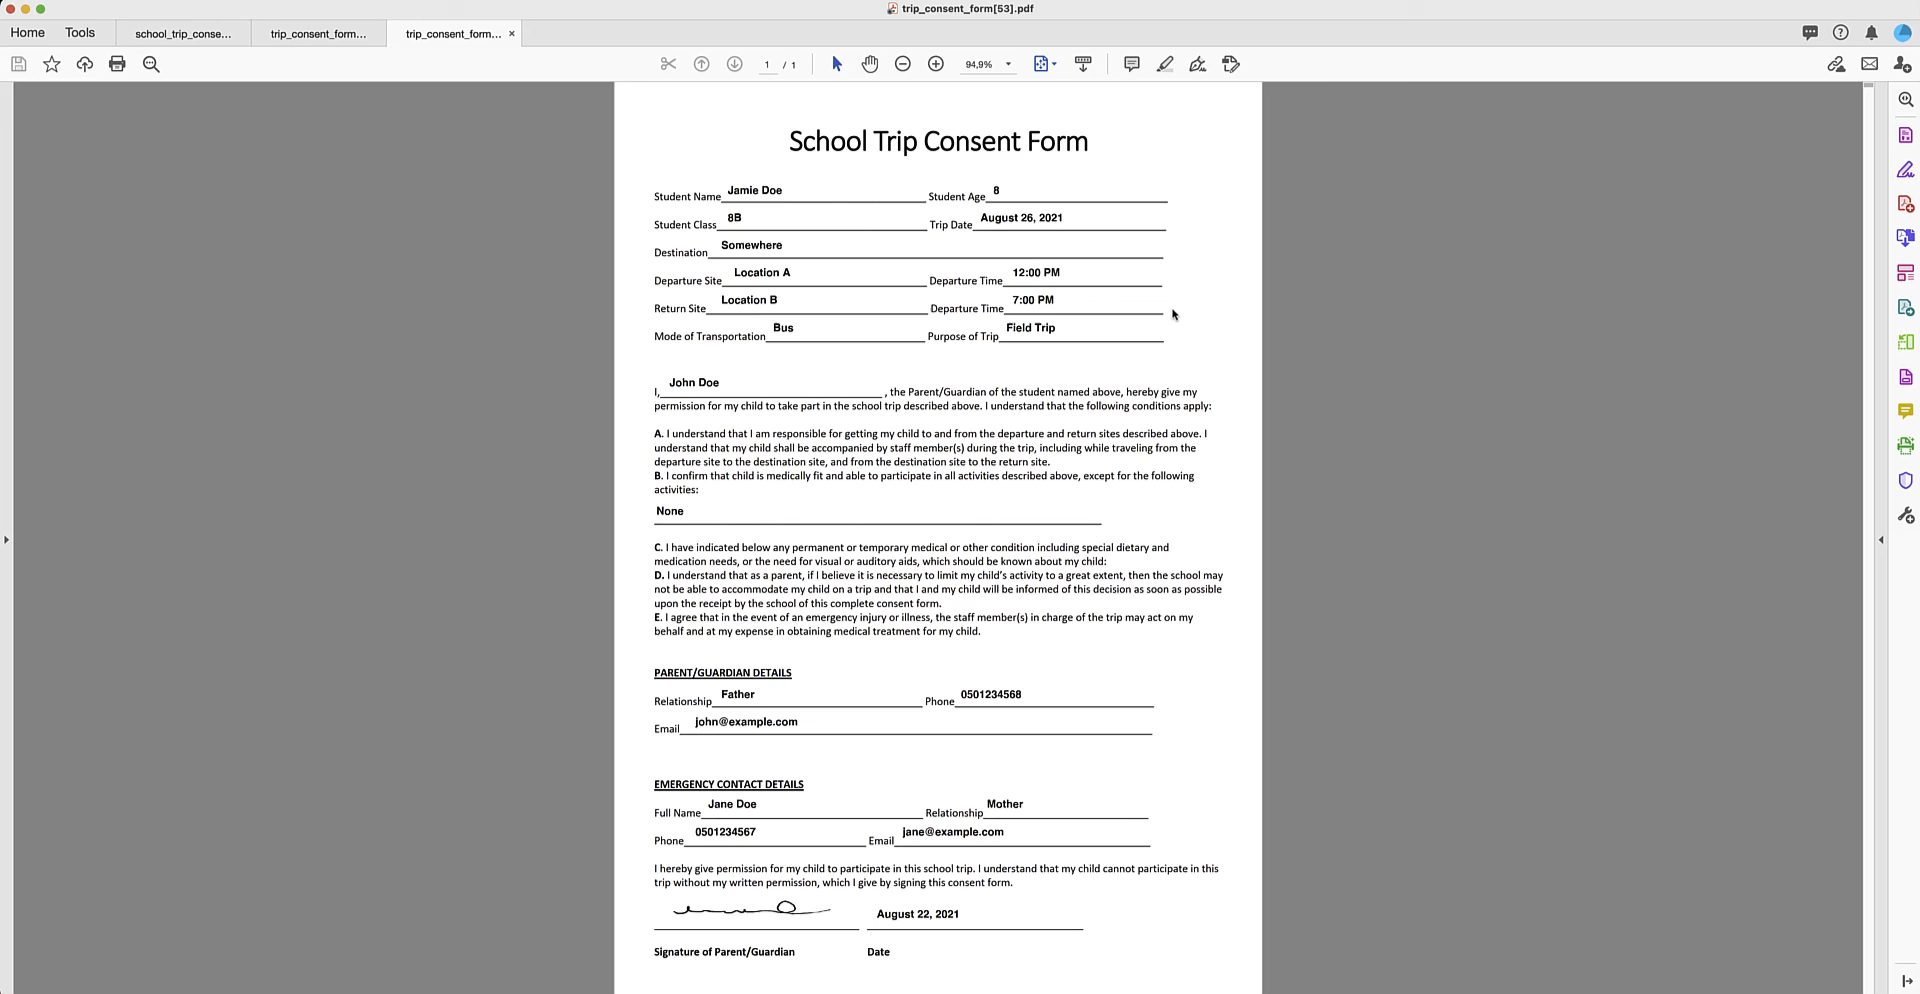 trip_consent_form[53].pdf
Home Tools school_trip_conse... trip_consent_form... trip_consent_form... ×
1 / 1 94,9%
School Trip Consent Form
Student Name Jamie Doe Student Age 8
Student Class 8B Trip Date August 26, 2021
Destination Somewhere
Departure Site Location A Departure Time 12:00 PM
Return Site Location B Departure Time 7:00 PM
Mode of Transportation Bus Purpose of Trip Field Trip
I, John Doe , the Parent/Guardian of the student named above, hereby give my
permission for my child to take part in the school trip described above. I understand that the following conditions apply:
A. I understand that I am responsible for getting my child to and from the departure and return sites described above. I
understand that my child shall be accompanied by staff member(s) during the trip, including while traveling from the
departure site to the destination site, and from the destination site to the return site.
B. I confirm that child is medically fit and able to participate in all activities described above, except for the following
activities:
None
C. I have indicated below any permanent or temporary medical or other condition including special dietary and
medication needs, or the need for visual or auditory aids, which should be known about my child:
D. I understand that as a parent, if I believe it is necessary to limit my child's activity to a great extent, then the school may
not be able to accommodate my child on a trip and that I and my child will be informed of this decision as soon as possible
upon the receipt by the school of this complete consent form.
E. I agree that in the event of an emergency injury or illness, the staff member(s) in charge of the trip may act on my
behalf and at my expense in obtaining medical treatment for my child.
PARENT/GUARDIAN DETAILS
Relationship Father Phone 0501234568
Email john@example.com
EMERGENCY CONTACT DETAILS
Full Name Jane Doe Relationship Mother
Phone 0501234567 Email jane@example.com
I hereby give permission for my child to participate in this school trip. I understand that my child cannot participate in this
trip without my written permission, which I give by signing this consent form.
August 22, 2021
Signature of Parent/Guardian Date